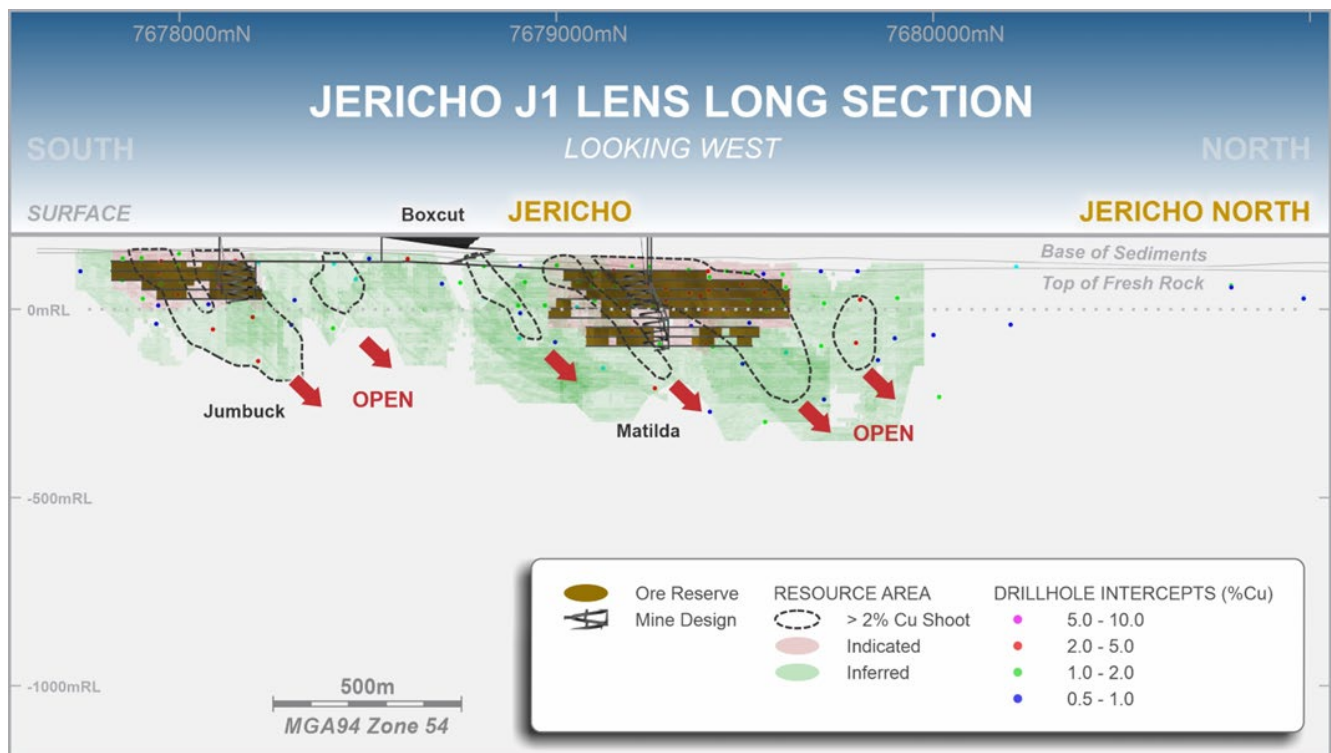 7678000mN
7679000mN
7680000mN
JERICHO J1 LENS LONG SECTION
LOOKING WEST
SOUTH
NORTH
SURFACE
Boxcut
JERICHO
JERICHO NORTH
Base of Sediments
Top of Fresh Rock
0mRL
OPEN
Jumbuck
Matilda
OPEN
-500mRL
Ore Reserve
Mine Design
RESOURCE AREA
> 2% Cu Shoot
Indicated
Inferred
DRILLHOLE INTERCEPTS (%Cu)
5.0 - 10.0
2.0 - 5.0
1.0 - 2.0
0.5 - 1.0
-1000mRL
500m
MGA94 Zone 54